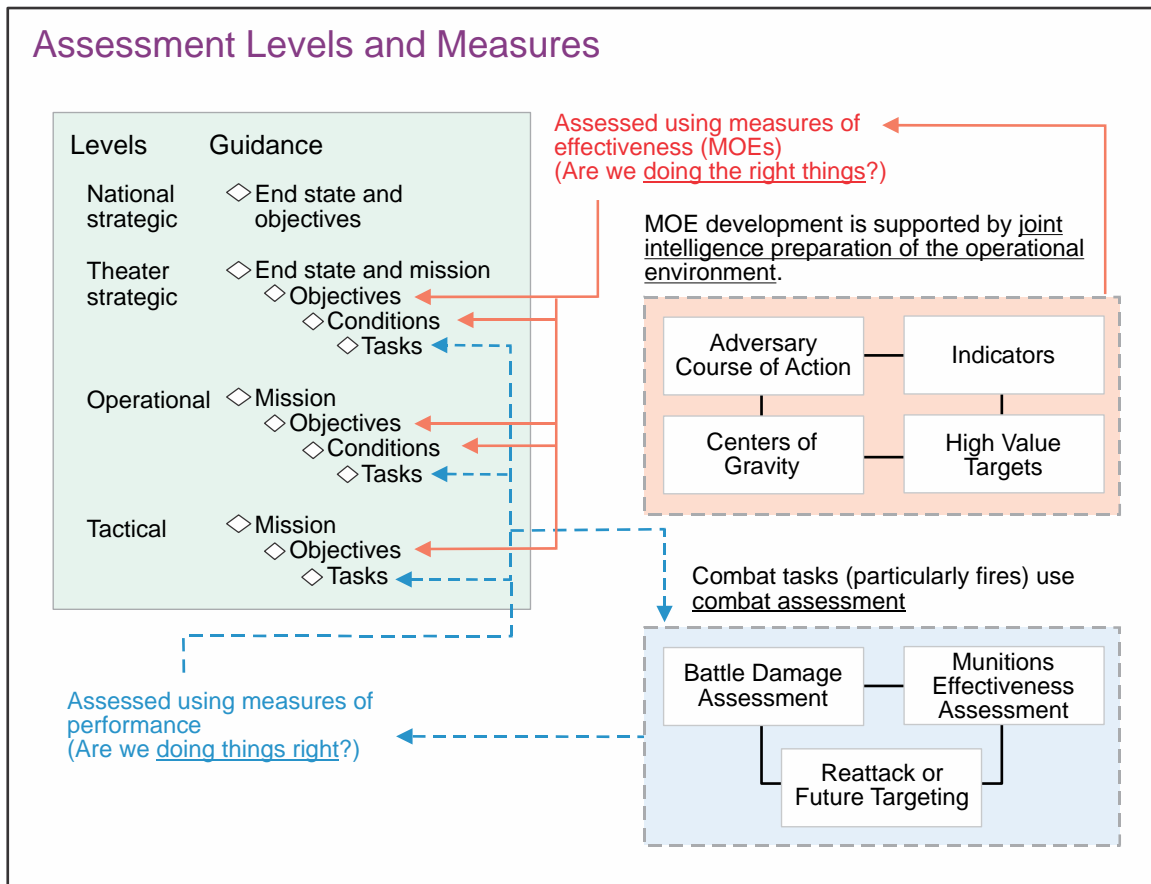 Assessment Levels and Measures
Levels Guidance
National
strategic
End state and
objectives
Theater
strategic
End state and mission
Objectives
Conditions
Tasks
Operational
Mission
Objectives
Conditions
Tasks
Tactical
Mission
Objectives
Tasks
Assessed using measures of
effectiveness (MOEs)
(Are we doing the right things?)
MOE development is supported by joint
intelligence preparation of the operational
environment.
Adversary
Course of Action
Indicators
Centers of
Gravity
High Value
Targets
Combat tasks (particularly fires) use
combat assessment
Battle Damage
Assessment
Munitions
Effectiveness
Assessment
Reattack or
Future Targeting
Assessed using measures of
performance
(Are we doing things right?)